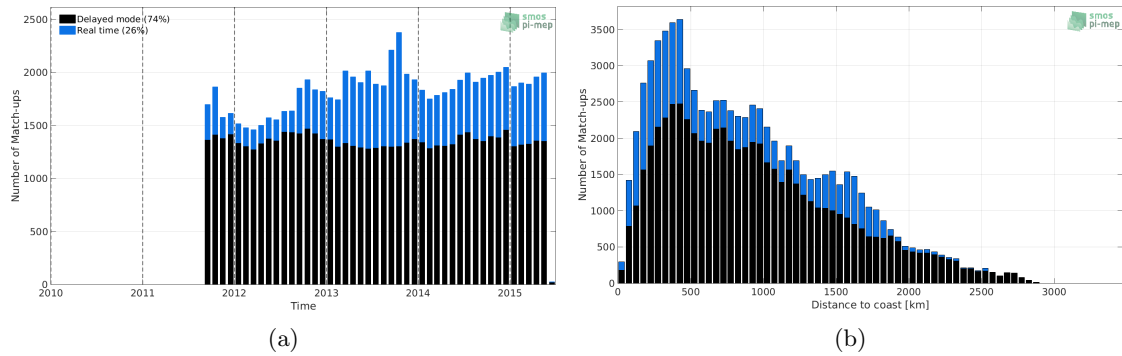 2500
2000
1500
1000
500
0
Number of Match-ups
Delayed mode (74%)
Real time (26%)
smos
pi-mep
2010
2011
2012
2013
2014
2015
Time
(a)
3500
3000
2500
2000
1500
1000
500
0
Number of Match-ups
smos
pi-mep
0
500
1000
1500
2000
2500
3000
Distance to coast [km]
(b)